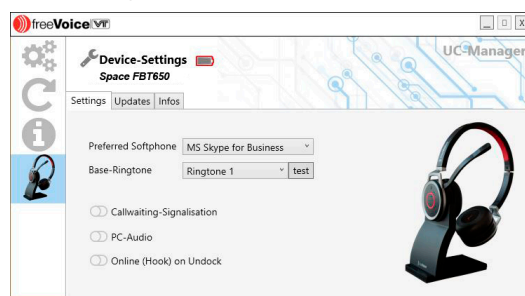 freeVoice VT
UC-Manager
Device-Settings
Space FBT650
Settings Updates Infos
Preferred Softphone MS Skype for Business
Base-Ringtone Ringtone 1 test
Callwaiting-Signalisation
PC-Audio
Online (Hook) on Undock